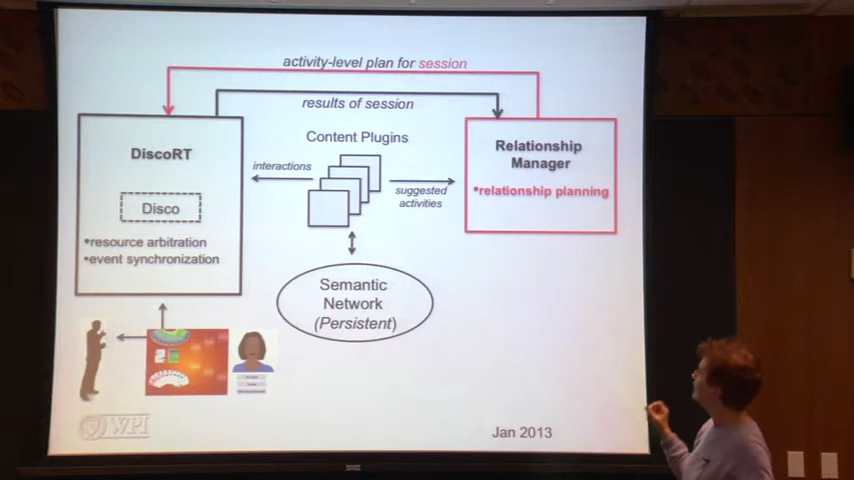 activity-level plan for session
results of session
Content Plugins
DiscoRT
Disco
•resource arbitration
•event synchronization
interactions
suggested
activities
Relationship
Manager
•relationship planning
Semantic
Network
(Persistent)
WPI
Jan 2013